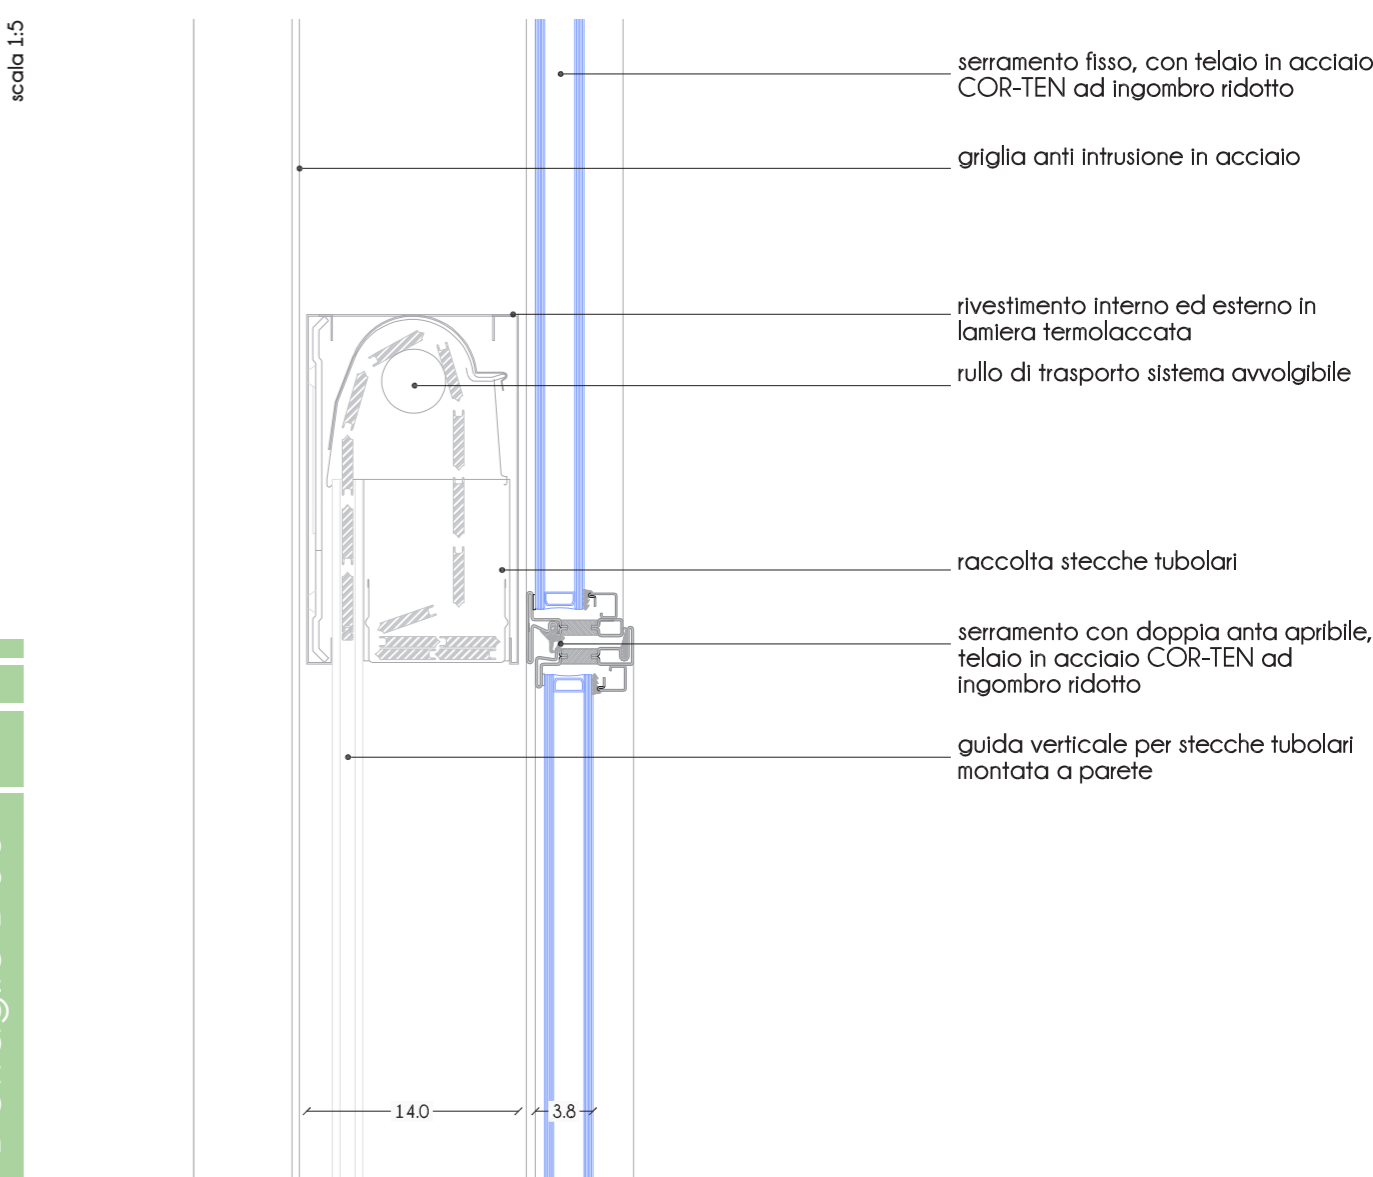 scala 1:5
serramento fisso, con telaio in acciaio
COR-TEN ad ingombro ridotto
griglia anti intrusione in acciaio
rivestimento interno ed esterno in
lamiera termolaccata
rullo di trasporto sistema avvolgibile
raccolta stecche tubolari
serramento con doppia anta apribile,
telaio in acciaio COR-TEN ad
ingombro ridotto
guida verticale per stecche tubolari
montata a parete
14.0
3.8